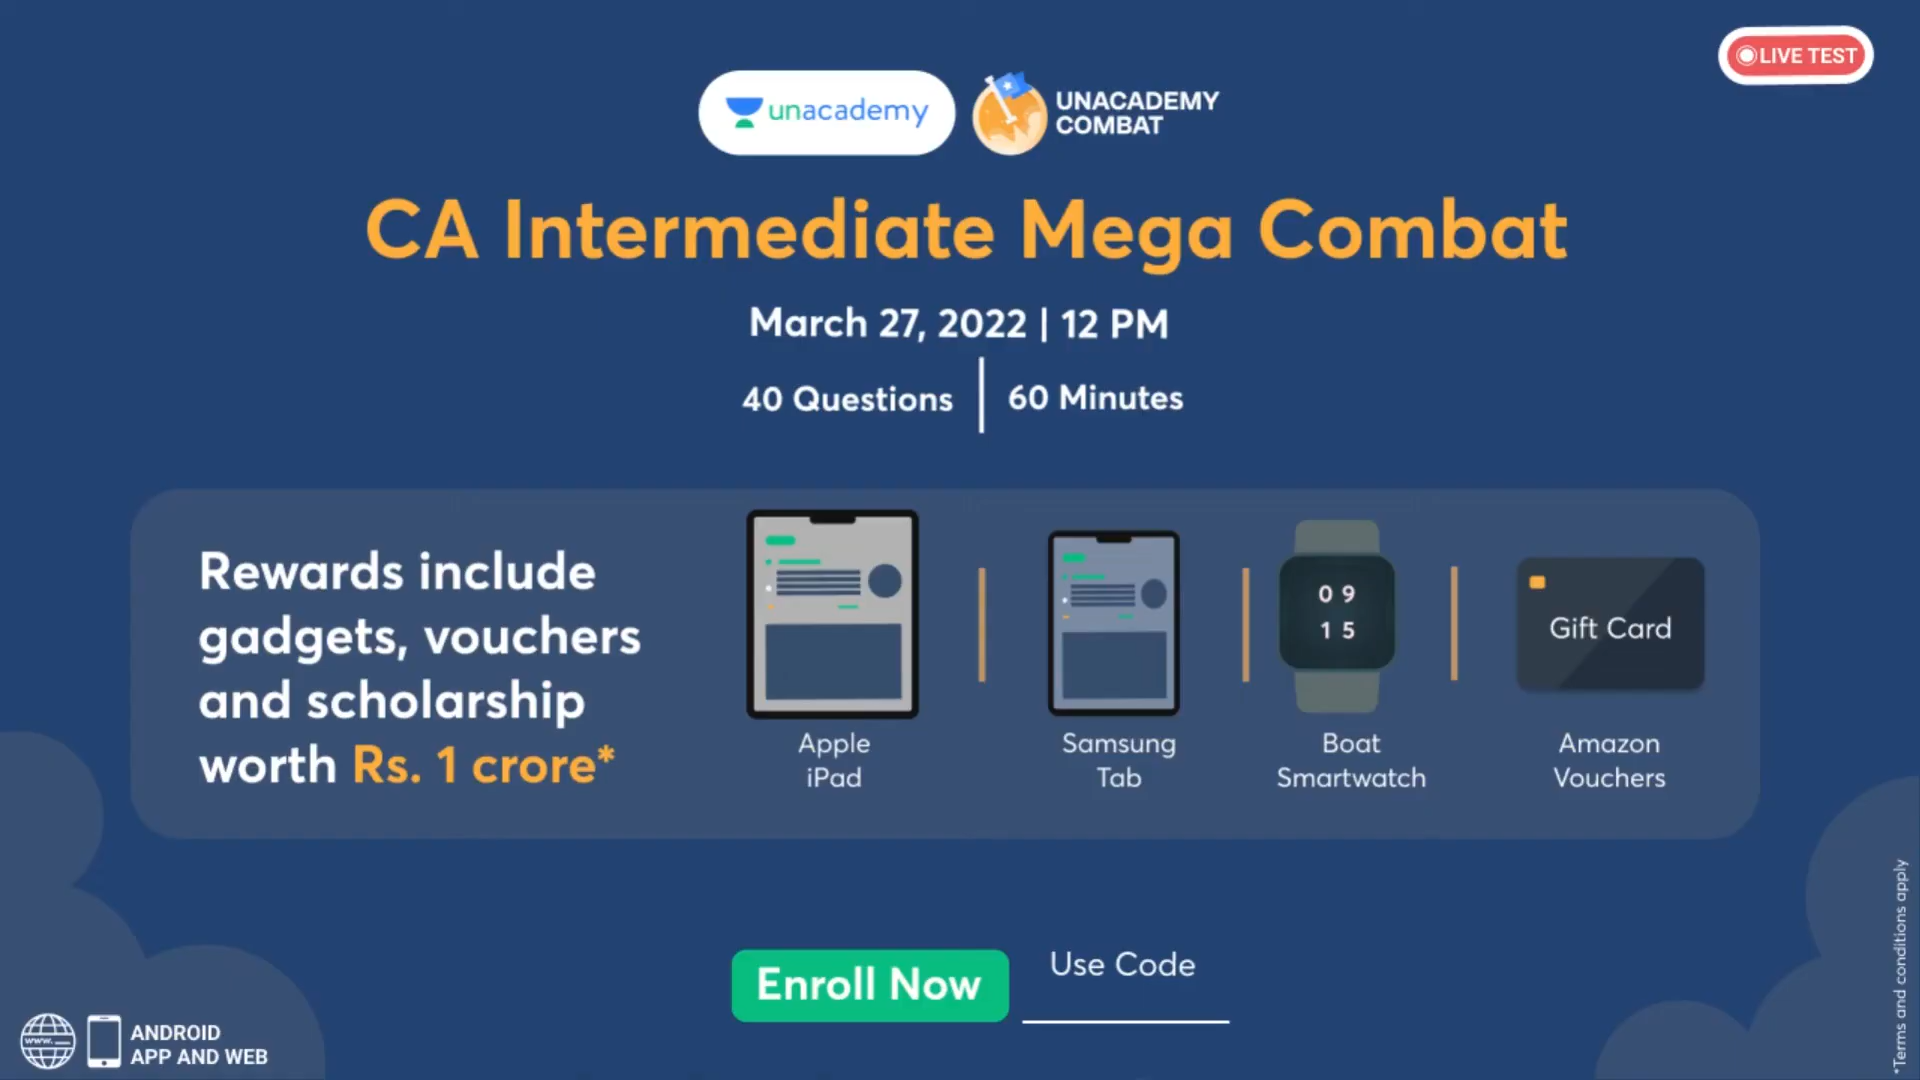 LIVE TEST
unacademy
UNACADEMY
COMBAT
CA Intermediate Mega Combat
March 27, 2022 | 12 PM
40 Questions
60 Minutes
Rewards include
gadgets, vouchers
and scholarship
worth Rs. 1 crore*
09
15
Gift Card
Apple
iPad
Samsung
Tab
Boat
Smartwatch
Amazon
Vouchers
Enroll Now
Use Code
www.
ANDROID
APP AND WEB
*Terms and conditions apply